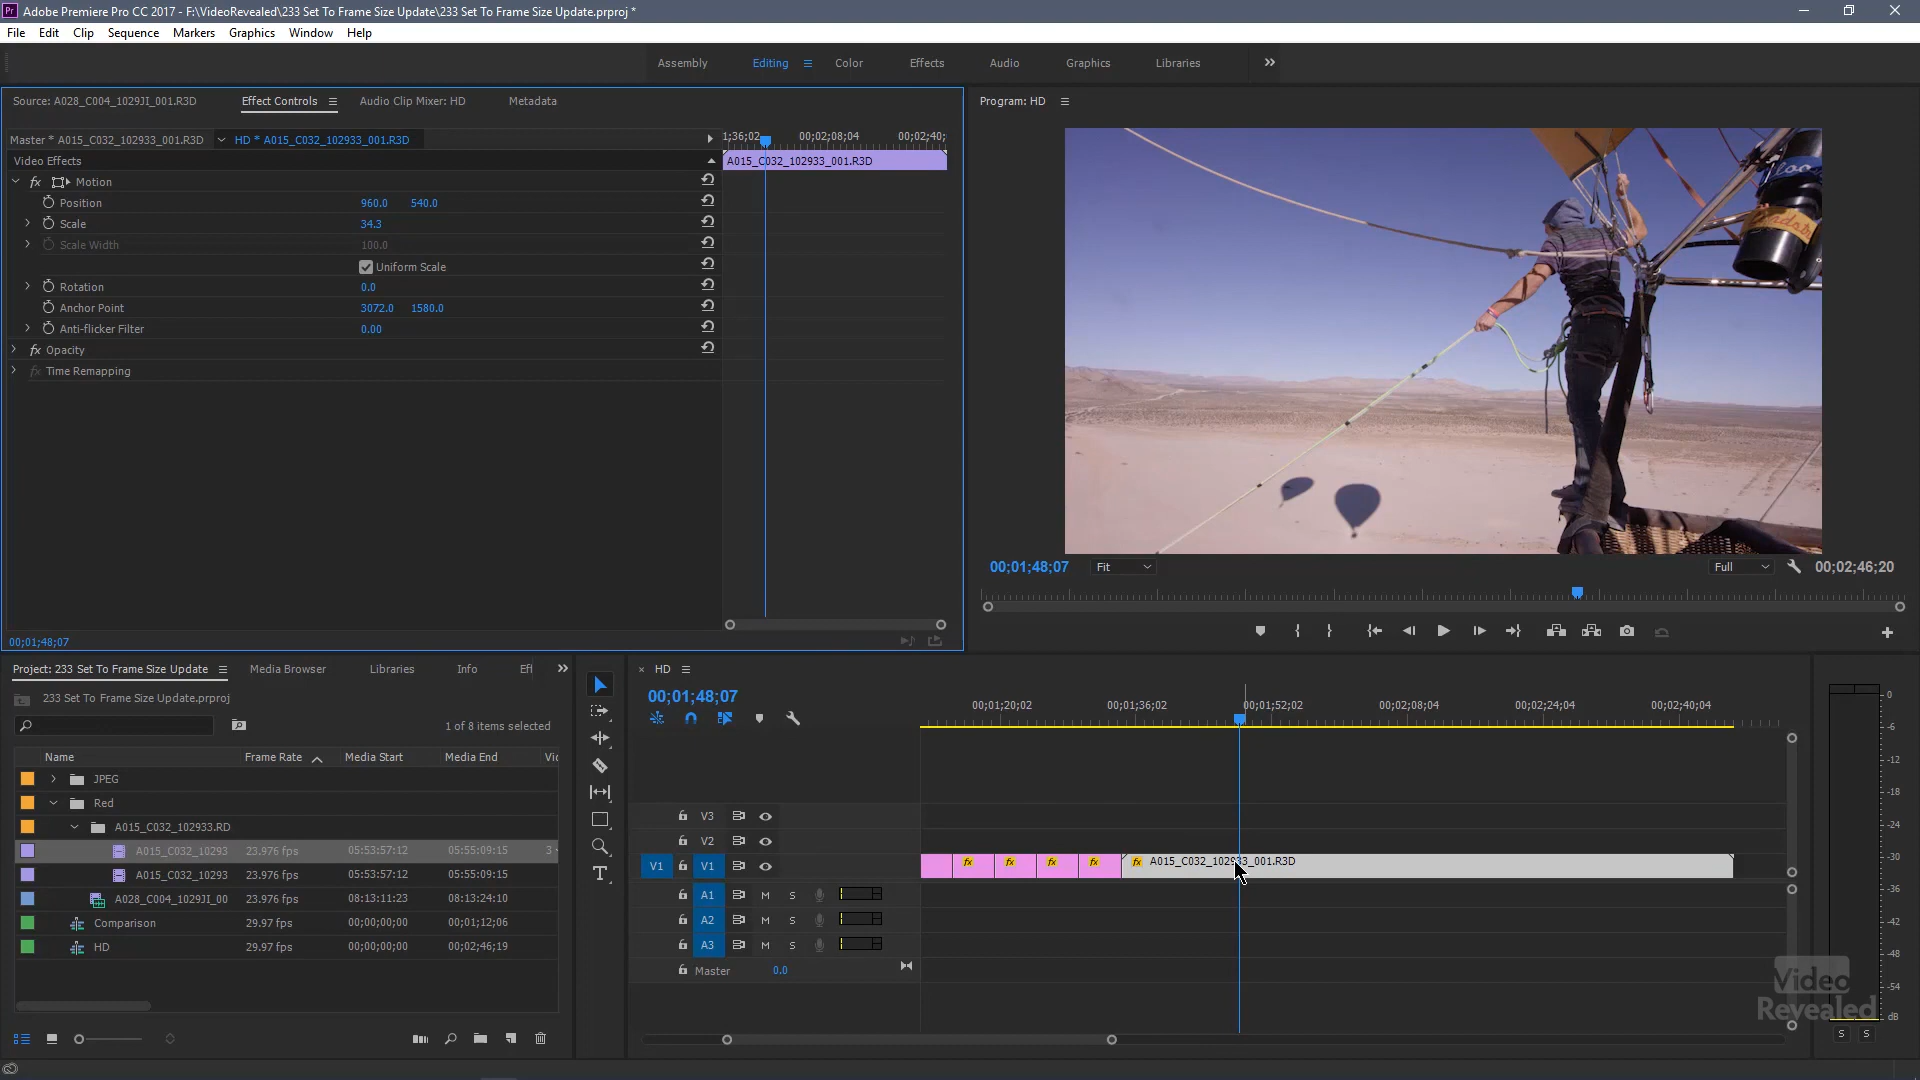 Pr Adobe Premiere Pro CC 2017 - F:\VideoRevealed\233 Set To Frame Size Update\233 Set To Frame Size Update.prproj *
File Edit Clip Sequence Markers Graphics Window Help
Assembly Editing Color Effects Audio Graphics Libraries
Source: A028_C004_1029JI_001.R3D Effect Controls Audio Clip Mixer: HD Metadata
Program: HD
Master * A015_C032_102933_001.R3D HD * A015_C032_102933_001.R3D
1;36;02 00;02;08;04 00;02;40;
Video Effects
A015_C032_102933_001.R3D
fx Motion
Position 960.0 540.0
Scale 34.3
Scale Width 100.0
Uniform Scale
Rotation 0.0
Anchor Point 3072.0 1580.0
Anti-flicker Filter 0.00
fx Opacity
fx Time Remapping
00;01;48;07 Fit Full 00;02;46;20
00;01;48;07
Project: 233 Set To Frame Size Update Media Browser Libraries Info Eff
233 Set To Frame Size Update.prproj
1 of 8 items selected
Name Frame Rate Media Start Media End Vic
JPEG
Red
A015_C032_102933.RD
A015_C032_10293 23.976 fps 05:53:57:12 05:55:09:15 3
A015_C032_10293 23.976 fps 05:53:57:12 05:55:09:15
A028_C004_1029JI_00 23.976 fps 08:13:11:23 08:13:24:10
Comparison 29.97 fps 00;00;00;00 00;01;12;06
HD 29.97 fps 00;00;00;00 00;02;46;19
T
× HD
00;01;48;07
00;01;20;02 00;01;36;02 00;01;52;02 00;02;08;04 00;02;24;04 00;02;40;04
V3
V2
V1 V1
fx fx fx fx fx A015_C032_102933_001.R3D
A1 M S
A2 M S
A3 M S
Master 0.0
0
-6
-12
-18
-24
-30
-36
-42
-48
-54
dB
S S
Video
Revealed